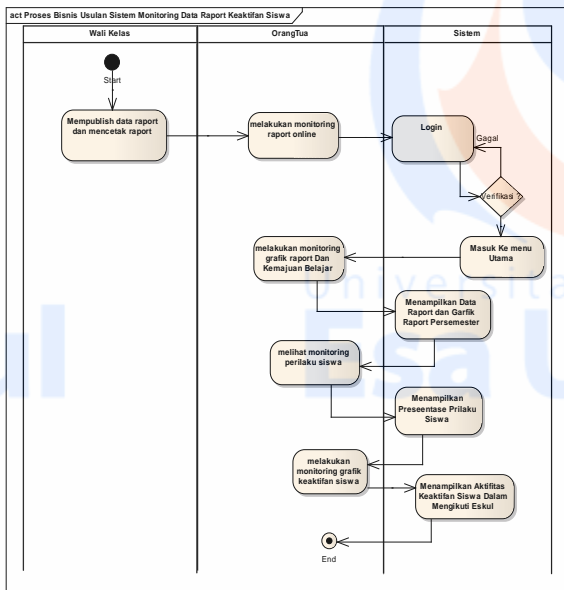 act Proses Bisnis Usulan Sistem Monitoring Data Raport Keaktifan Siswa
Wali Kelas
OrangTua
Sistem
Start
Mempublish data raport
dan mencetak raport
melakukan monitoring
raport online
Login
Gagal
Verifikasi ?
Masuk Ke menu
Utama
melakukan monitoring
grafik raport Dan
Kemajuan Belajar
Menampilkan Data
Raport dan Garfik
Raport Persemester
melihat monitoring
perilaku siswa
Menampilkan
Preseentase Prilaku
Siswa
melakukan
monitoring grafik
keaktifan siswa
Menampilkan Aktifitas
Keaktifan Siswa Dalam
Mengikuti Eskul
End
Universita
Esa U
ul